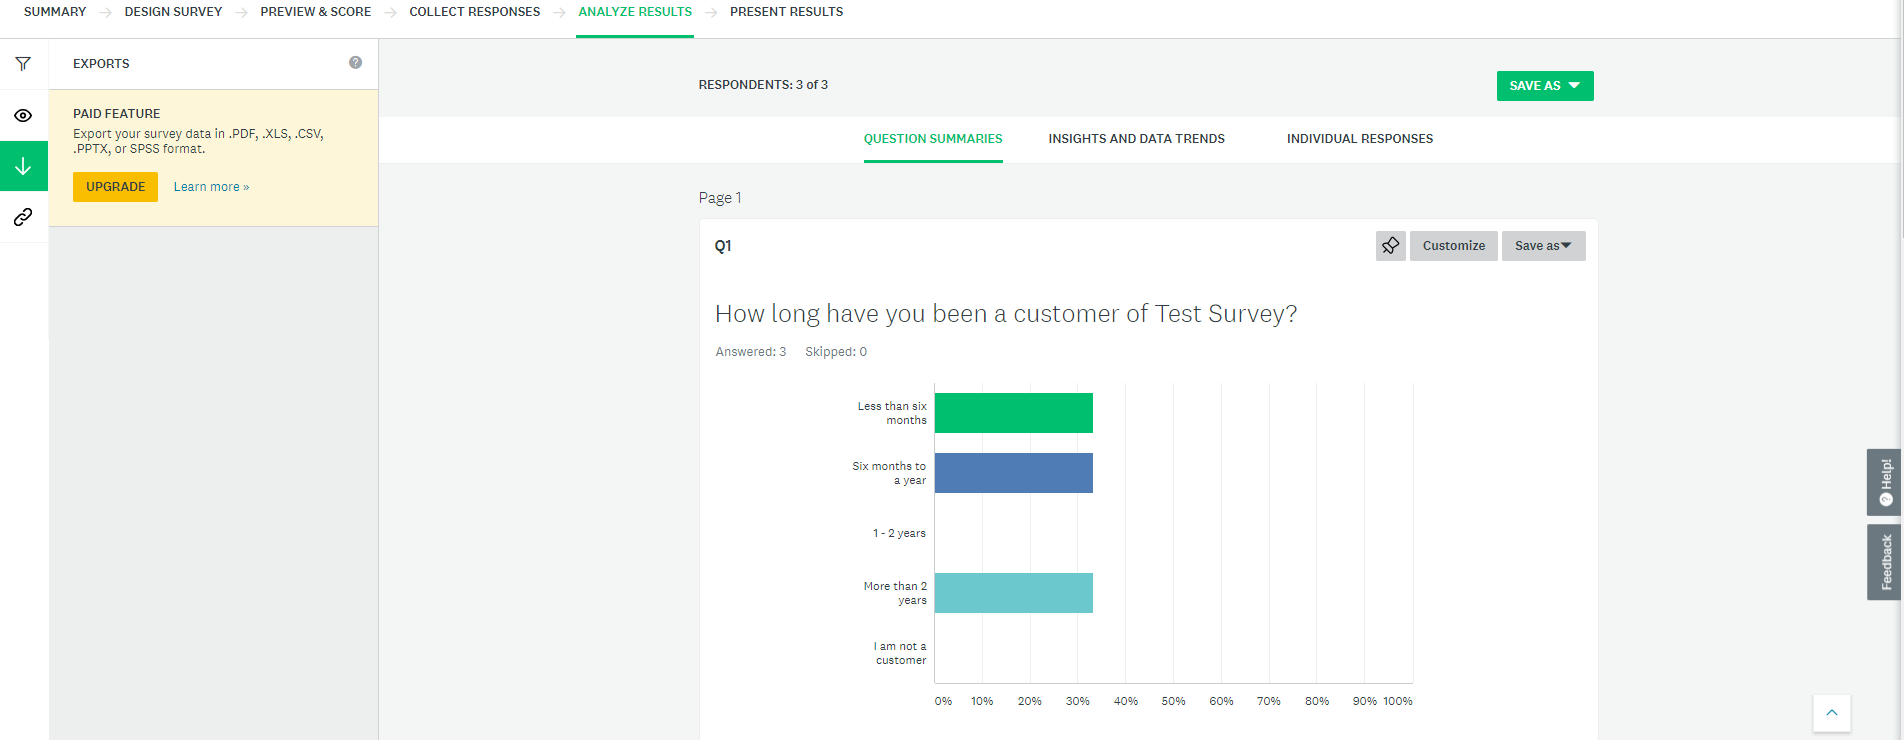 SUMMARY → DESIGN SURVEY → PREVIEW & SCORE → COLLECT RESPONSES → ANALYZE RESULTS → PRESENT RESULTS
EXPORTS ?
PAID FEATURE
Export your survey data in .PDF, .XLS, .CSV,
.PPTX, or SPSS format.
UPGRADE Learn more »
RESPONDENTS: 3 of 3
SAVE AS
QUESTION SUMMARIES INSIGHTS AND DATA TRENDS INDIVIDUAL RESPONSES
Page 1
Q1
Customize Save as
How long have you been a customer of Test Survey?
Answered: 3 Skipped: 0
Less than six
months
Six months to
a year
1 - 2 years
More than 2
years
I am not a
customer
0% 10% 20% 30% 40% 50% 60% 70% 80% 90% 100%
? Help!
Feedback